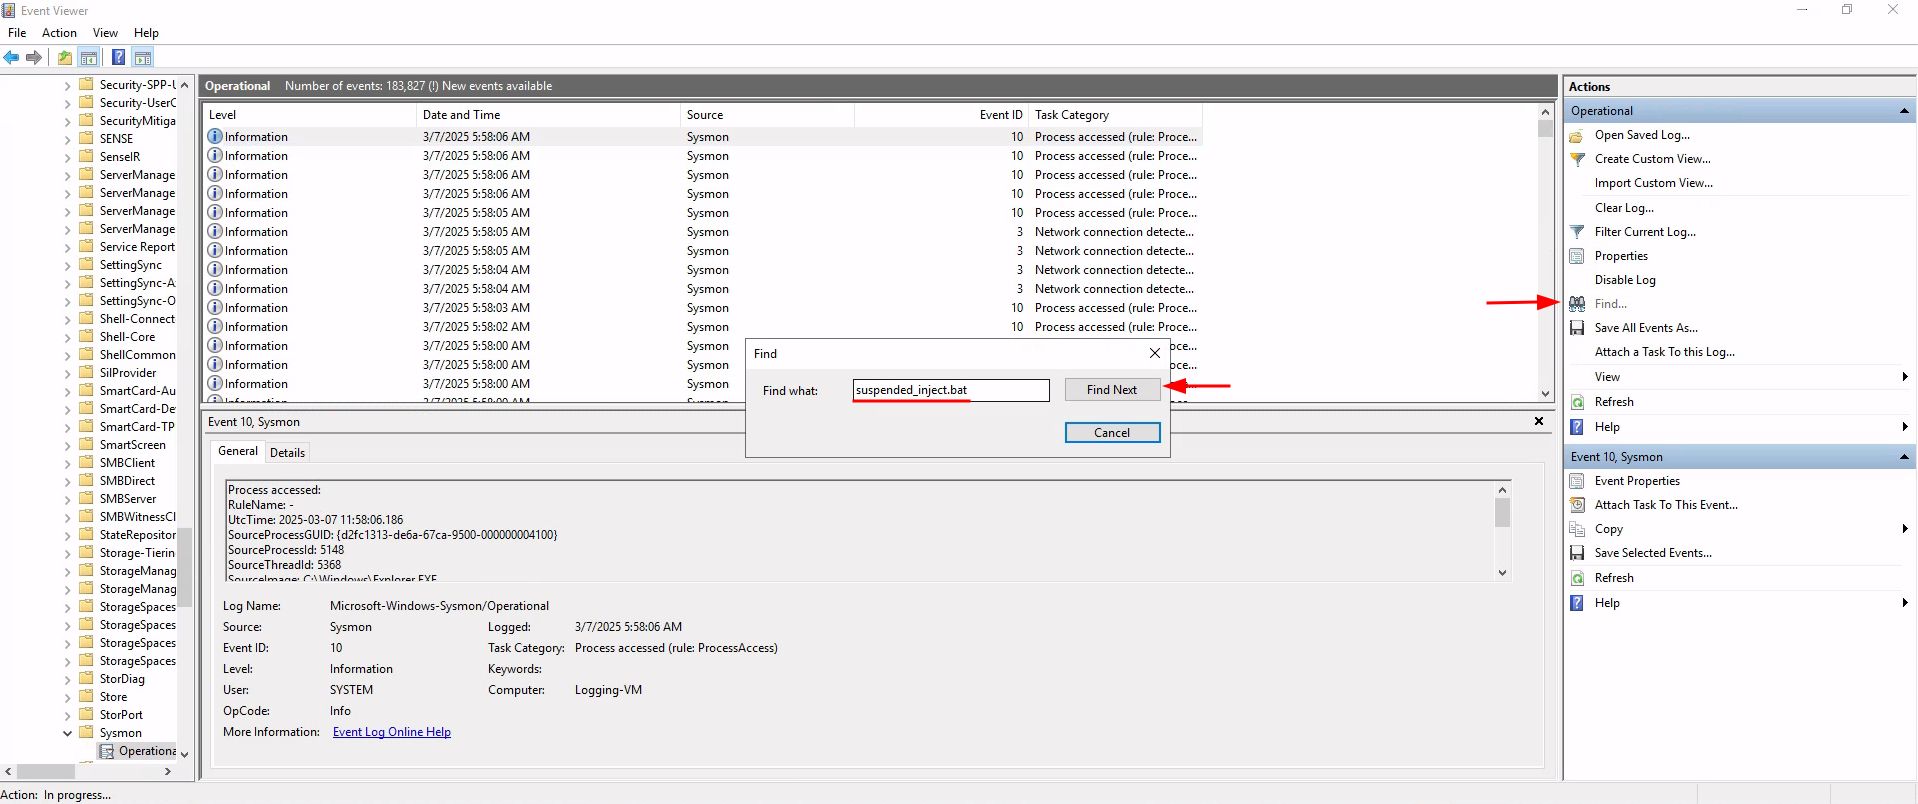 Event Viewer
File Action View Help
Security-SPP-U
Security-UserC
SecurityMitiga
SENSE
SenseIR
ServerManage
ServerManage
ServerManage
ServerManage
Service Report
SettingSync
SettingSync-A
SettingSync-O
Shell-Connect
Shell-Core
ShellCommon
SilProvider
SmartCard-Au
SmartCard-De
SmartCard-TP
SmartScreen
SMBClient
SMBDirect
SMBServer
SMBWitnessCl
StateRepositor
Storage-Tierin
StorageManag
StorageManag
StorageSpaces
StorageSpaces
StorageSpaces
StorageSpaces
StorDiag
Store
StorPort
Sysmon
Operationa
Operational Number of events: 183,827 (!) New events available
Level Date and Time Source Event ID Task Category
Information 3/7/2025 5:58:06 AM Sysmon 10 Process accessed (rule: Proce...
Information 3/7/2025 5:58:06 AM Sysmon 10 Process accessed (rule: Proce...
Information 3/7/2025 5:58:06 AM Sysmon 10 Process accessed (rule: Proce...
Information 3/7/2025 5:58:06 AM Sysmon 10 Process accessed (rule: Proce...
Information 3/7/2025 5:58:05 AM Sysmon 10 Process accessed (rule: Proce...
Information 3/7/2025 5:58:05 AM Sysmon 3 Network connection detecte...
Information 3/7/2025 5:58:05 AM Sysmon 3 Network connection detecte...
Information 3/7/2025 5:58:04 AM Sysmon 3 Network connection detecte...
Information 3/7/2025 5:58:04 AM Sysmon 3 Network connection detecte...
Information 3/7/2025 5:58:03 AM Sysmon 10 Process accessed (rule: Proce...
Information 3/7/2025 5:58:02 AM Sysmon 10 Process accessed (rule: Proce...
Information 3/7/2025 5:58:00 AM Sysmon oce...
Information 3/7/2025 5:58:00 AM Sysmon oce...
Information 3/7/2025 5:58:00 AM Sysmon oce...
Find
Find what: suspended_inject.bat Find Next
Cancel
Event 10, Sysmon
General Details
Process accessed:
RuleName: -
UtcTime: 2025-03-07 11:58:06.186
SourceProcessGUID: {d2fc1313-de6a-67ca-9500-000000004100}
SourceProcessId: 5148
SourceThreadId: 5368
SourceImage: C:\Windows\Explorer.EXE
Log Name: Microsoft-Windows-Sysmon/Operational
Source: Sysmon Logged: 3/7/2025 5:58:06 AM
Event ID: 10 Task Category: Process accessed (rule: ProcessAccess)
Level: Information Keywords:
User: SYSTEM Computer: Logging-VM
OpCode: Info
More Information: Event Log Online Help
Actions
Operational
Open Saved Log...
Create Custom View...
Import Custom View...
Clear Log...
Filter Current Log...
Properties
Disable Log
Find...
Save All Events As...
Attach a Task To this Log...
View
Refresh
Help
Event 10, Sysmon
Event Properties
Attach Task To This Event...
Copy
Save Selected Events...
Refresh
Help
Action: In progress...